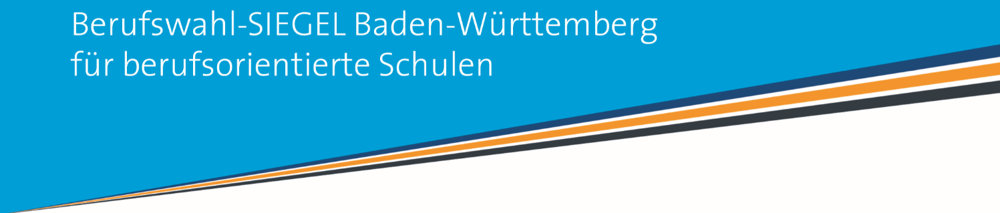 Berufswahl-SIEGEL Baden-Württemberg
für berufsorientierte Schulen